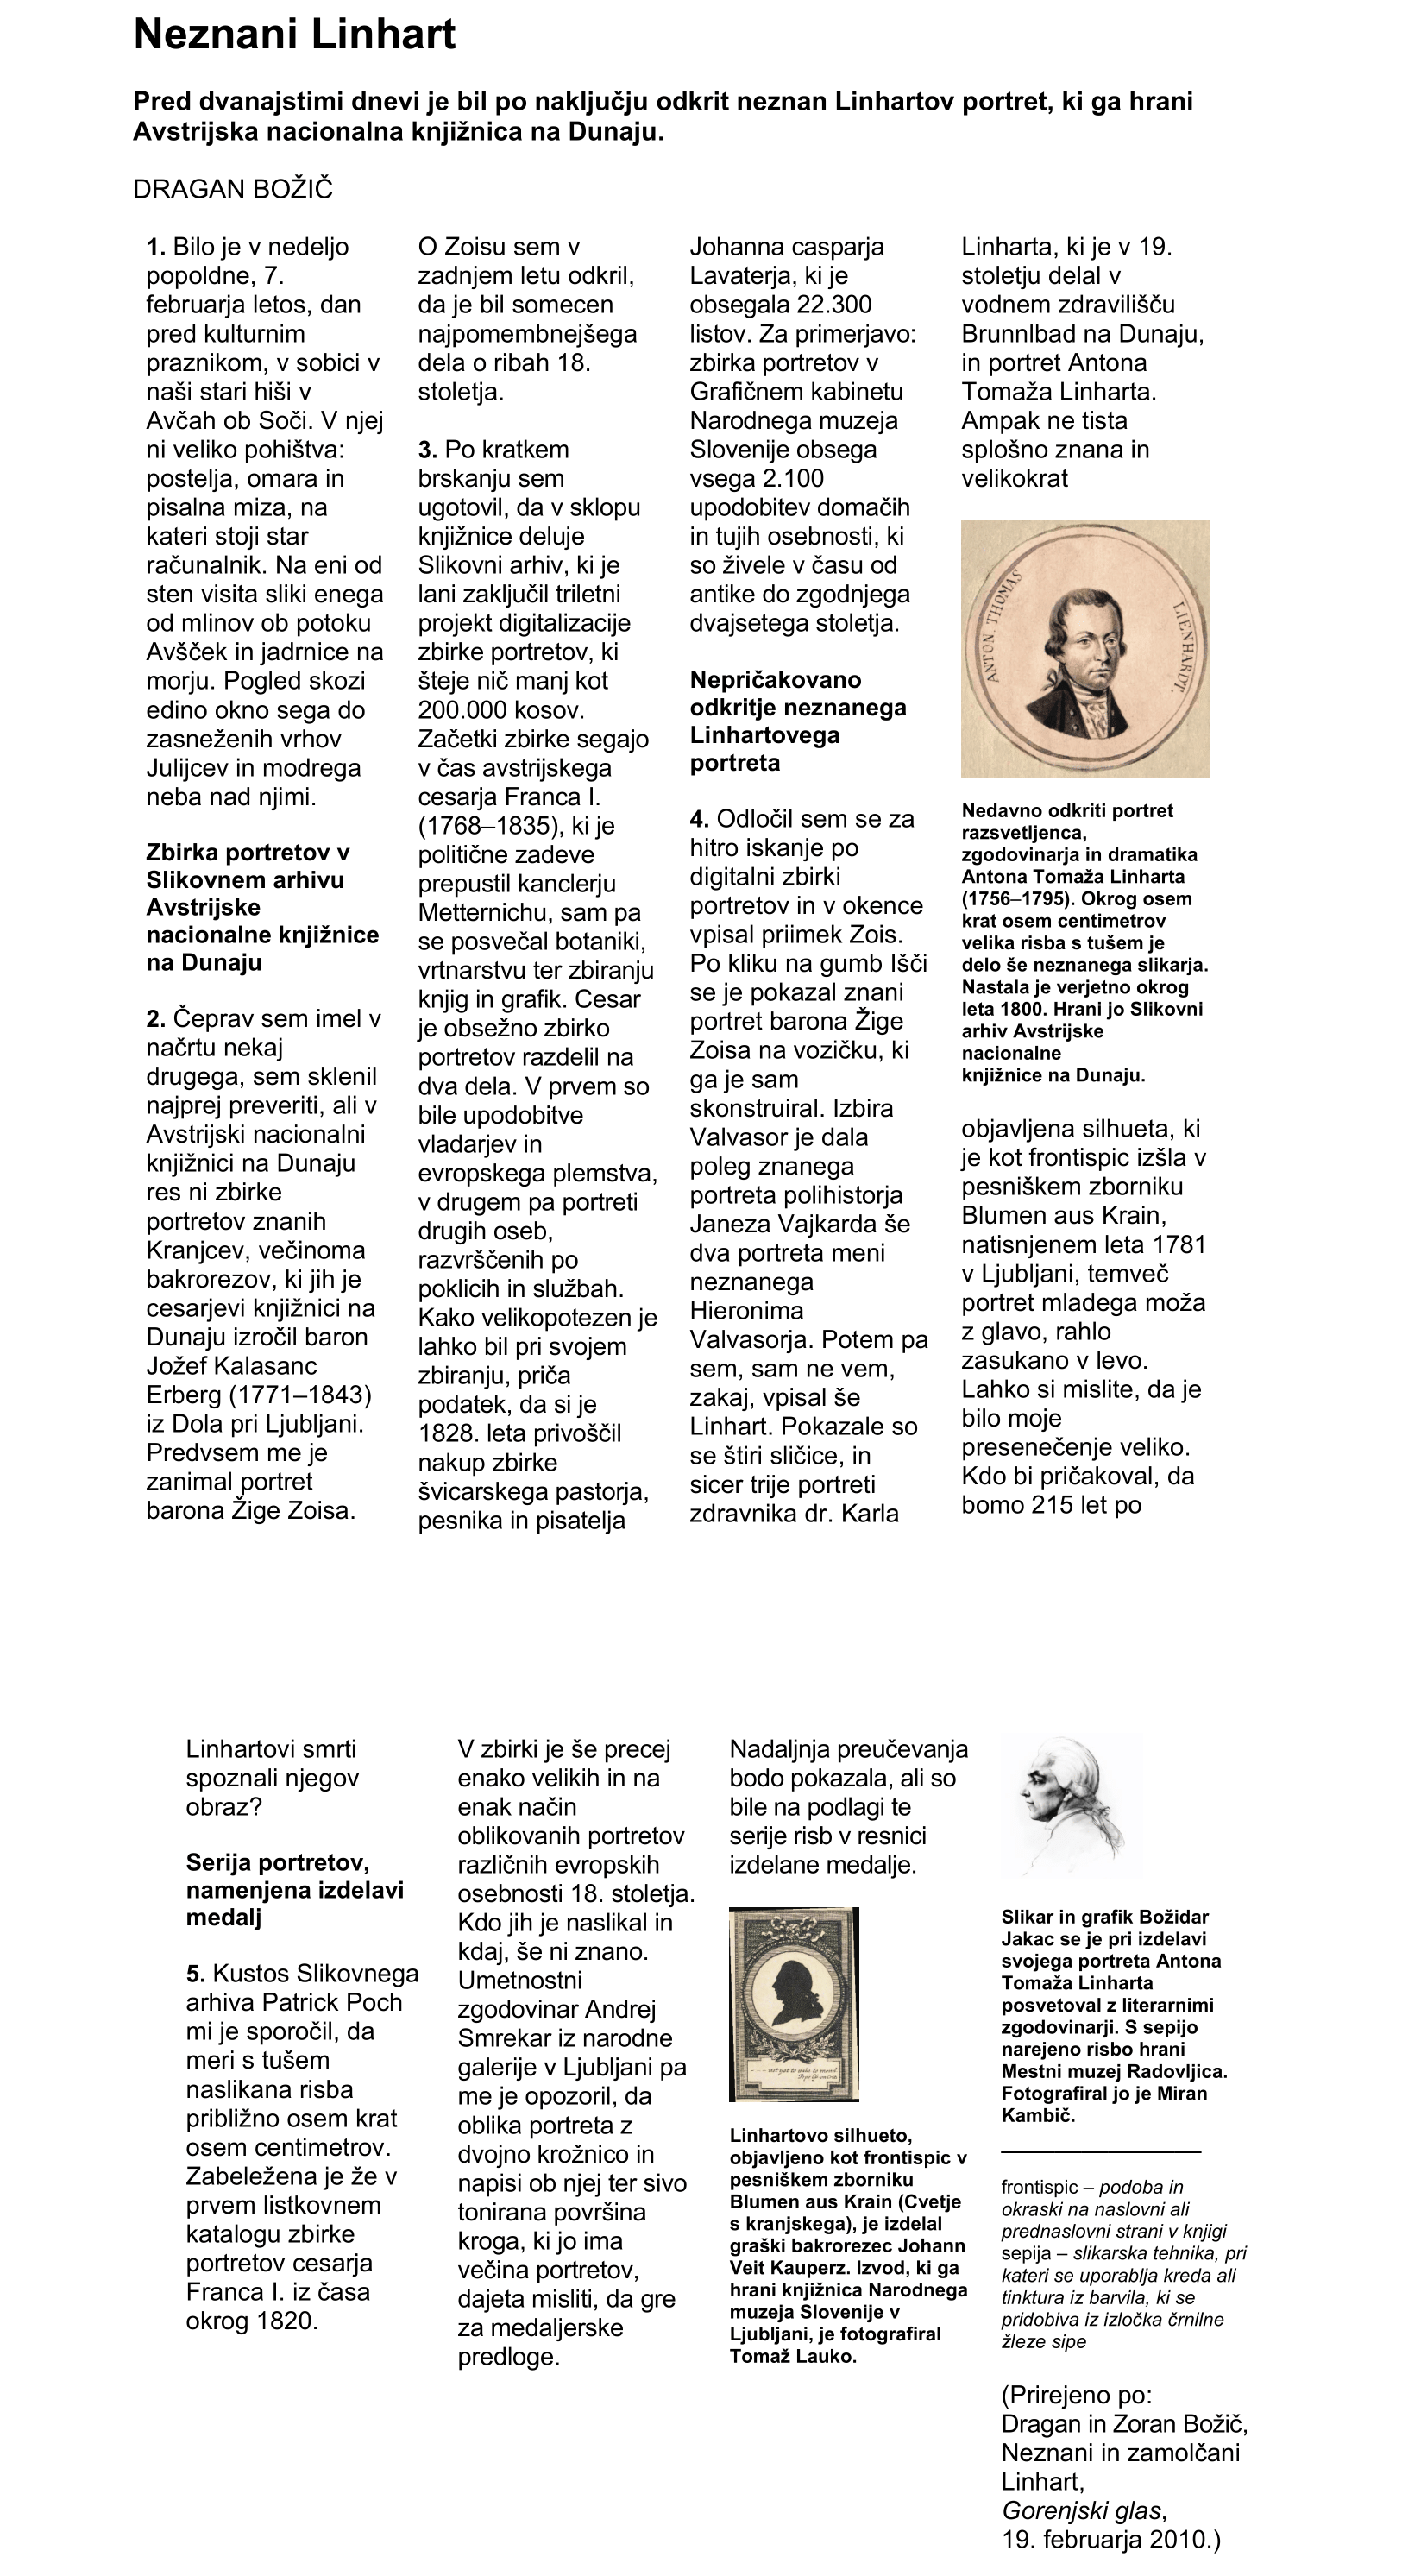 Neznani Linhart
Pred dvanajstimi dnevi je bil po naključju odkrit neznan Linhartov portret, ki ga hrani
Avstrijska nacionalna knjižnica na Dunaju.
DRAGAN BOŽIČ
1. Bilo je v nedeljo
popoldne, 7.
februarja letos, dan
pred kulturnim
praznikom, v sobici v
naši stari hiši v
Avčah ob Soči. V njej
ni veliko pohištva:
postelja, omara in
pisalna miza, na
kateri stoji star
računalnik. Na eni od
sten visita sliki enega
od mlinov ob potoku
Avšček in jadrnice na
morju. Pogled skozi
edino okno sega do
zasneženih vrhov
Julijcev in modrega
neba nad njimi.
Zbirka portretov v
Slikovnem arhivu
Avstrijske
nacionalne knjižnice
na Dunaju
2. Čeprav sem imel v
načrtu nekaj
drugega, sem sklenil
najprej preveriti, ali v
Avstrijski nacionalni
knjižnici na Dunaju
res ni zbirke
portretov znanih
Kranjcev, večinoma
bakrorezov, ki jih je
cesarjevi knjižnici na
Dunaju izročil baron
Jožef Kalasanc
Erberg (1771–1843)
iz Dola pri Ljubljani.
Predvsem me je
zanimal portret
barona Žige Zoisa.
O Zoisu sem v
zadnjem letu odkril,
da je bil somecen
najpomembnejšega
dela o ribah 18.
stoletja.
3. Po kratkem
brskanju sem
ugotovil, da v sklopu
knjižnice deluje
Slikovni arhiv, ki je
lani zaključil triletni
projekt digitalizacije
zbirke portretov, ki
šteje nič manj kot
200.000 kosov.
Začetki zbirke segajo
v čas avstrijskega
cesarja Franca I.
(1768–1835), ki je
politične zadeve
prepustil kanclerju
Metternichu, sam pa
se posvečal botaniki,
vrtnarstvu ter zbiranju
knjig in grafik. Cesar
je obsežno zbirko
portretov razdelil na
dva dela. V prvem so
bile upodobitve
vladarjev in
evropskega plemstva,
v drugem pa portreti
drugih oseb,
razvrščenih po
poklicih in službah.
Kako velikopotezen je
lahko bil pri svojem
zbiranju, priča
podatek, da si je
1828. leta privoščil
nakup zbirke
švicarskega pastorja,
pesnika in pisatelja
Johanna casparja
Lavaterja, ki je
obsegala 22.300
listov. Za primerjavo:
zbirka portretov v
Grafičnem kabinetu
Narodnega muzeja
Slovenije obsega
vsega 2.100
upodobitev domačih
in tujih osebnosti, ki
so živele v času od
antike do zgodnjega
dvajsetega stoletja.
Nepričakovano
odkritje neznanega
Linhartovega
portreta
4. Odločil sem se za
hitro iskanje po
digitalni zbirki
portretov in v okence
vpisal priimek Zois.
Po kliku na gumb Išči
se je pokazal znani
portret barona Žige
Zoisa na vozičku, ki
ga je sam
skonstruiral. Izbira
Valvasor je dala
poleg znanega
portreta polihistorja
Janeza Vajkarda še
dva portreta meni
neznanega
Hieronima
Valvasorja. Potem pa
sem, sam ne vem,
zakaj, vpisal še
Linhart. Pokazale so
se štiri sličice, in
sicer trije portreti
zdravnika dr. Karla
Linharta, ki je v 19.
stoletju delal v
vodnem zdravilišču
Brunnlbad na Dunaju,
in portret Antona
Tomaža Linharta.
Ampak ne tista
splošno znana in
velikokrat
ANTON. THOMAS
LIENHARDT.
Nedavno odkriti portret
razsvetljenca,
zgodovinarja in dramatika
Antona Tomaža Linharta
(1756–1795). Okrog osem
krat osem centimetrov
velika risba s tušem je
delo še neznanega slikarja.
Nastala je verjetno okrog
leta 1800. Hrani jo Slikovni
arhiv Avstrijske
nacionalne
knjižnice na Dunaju.
objavljena silhueta, ki
je kot frontispic izšla v
pesniškem zborniku
Blumen aus Krain,
natisnjenem leta 1781
v Ljubljani, temveč
portret mladega moža
z glavo, rahlo
zasukano v levo.
Lahko si mislite, da je
bilo moje
presenečenje veliko.
Kdo bi pričakoval, da
bomo 215 let po
Linhartovi smrti
spoznali njegov
obraz?
Serija portretov,
namenjena izdelavi
medalj
5. Kustos Slikovnega
arhiva Patrick Poch
mi je sporočil, da
meri s tušem
naslikana risba
približno osem krat
osem centimetrov.
Zabeležena je že v
prvem listkovnem
katalogu zbirke
portretov cesarja
Franca I. iz časa
okrog 1820.
V zbirki je še precej
enako velikih in na
enak način
oblikovanih portretov
različnih evropskih
osebnosti 18. stoletja.
Kdo jih je naslikal in
kdaj, še ni znano.
Umetnostni
zgodovinar Andrej
Smrekar iz narodne
galerije v Ljubljani pa
me je opozoril, da
oblika portreta z
dvojno krožnico in
napisi ob njej ter sivo
tonirana površina
kroga, ki jo ima
večina portretov,
dajeta misliti, da gre
za medaljerske
predloge.
Nadaljnja preučevanja
bodo pokazala, ali so
bile na podlagi te
serije risb v resnici
izdelane medalje.
Linhartovo silhueto,
objavljeno kot frontispic v
pesniškem zborniku
Blumen aus Krain (Cvetje
s kranjskega), je izdelal
graški bakrorezec Johann
Veit Kauperz. Izvod, ki ga
hrani knjižnica Narodnega
muzeja Slovenije v
Ljubljani, je fotografiral
Tomaž Lauko.
Slikar in grafik Božidar
Jakac se je pri izdelavi
svojega portreta Antona
Tomaža Linharta
posvetoval z literarnimi
zgodovinarji. S sepijo
narejeno risbo hrani
Mestni muzej Radovljica.
Fotografiral jo je Miran
Kambič.
frontispic – podoba in
okraski na naslovni ali
prednaslovni strani v knjigi
sepija – slikarska tehnika, pri
kateri se uporablja kreda ali
tinktura iz barvila, ki se
pridobiva iz izločka črnilne
žleze sipe
(Prirejeno po:
Dragan in Zoran Božič,
Neznani in zamolčani
Linhart,
Gorenjski glas,
19. februarja 2010.)